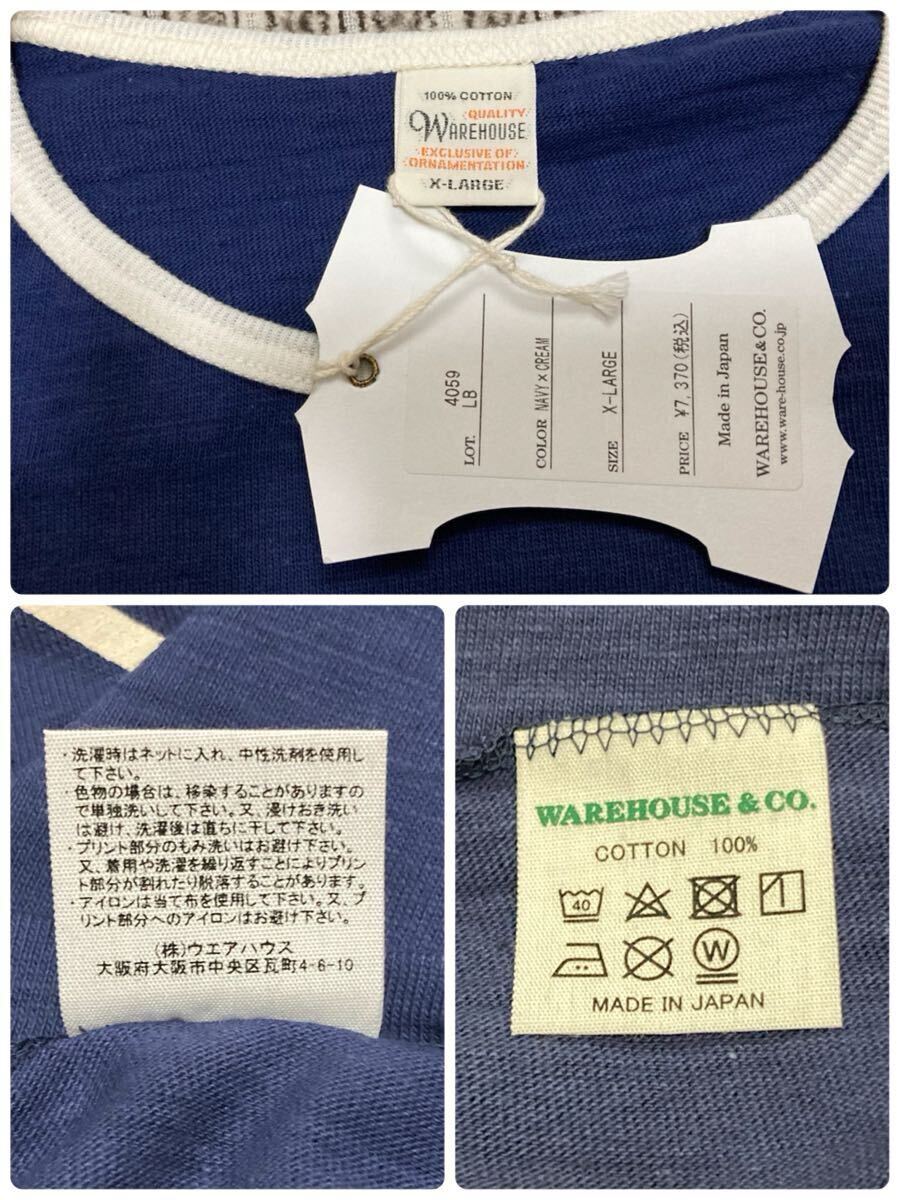 100% COTTON
QUALITY
WAREHOUSE
EXCLUSIVE OF
ORNAMENTATION
X-LARGE
LOT. 4059
LB
COLOR NAVY×CREAM
SIZE X-LARGE
PRICE ¥7,370(税込)
Made in Japan
WAREHOUSE & CO.
www.ware-house.co.jp
・洗濯時はネットに入れ、中性洗剤を使用し
て下さい。
・色物の場合は、移染することがありますの
で単独洗いして下さい。又、浸けおき洗い
は避け、洗濯後は直ちに干して下さい。
・プリント部分のもみ洗いはお避け下さい。
又、着用や洗濯を繰り返すことによりプリン
ト部分が割れたり脱落することがあります。
・アイロンは当て布を使用して下さい。又、プ
リント部分へのアイロンはお避け下さい。
(株)ウエアハウス
大阪府大阪市中央区瓦町4-6-10
WAREHOUSE & CO.
COTTON 100%
40
W
MADE IN JAPAN